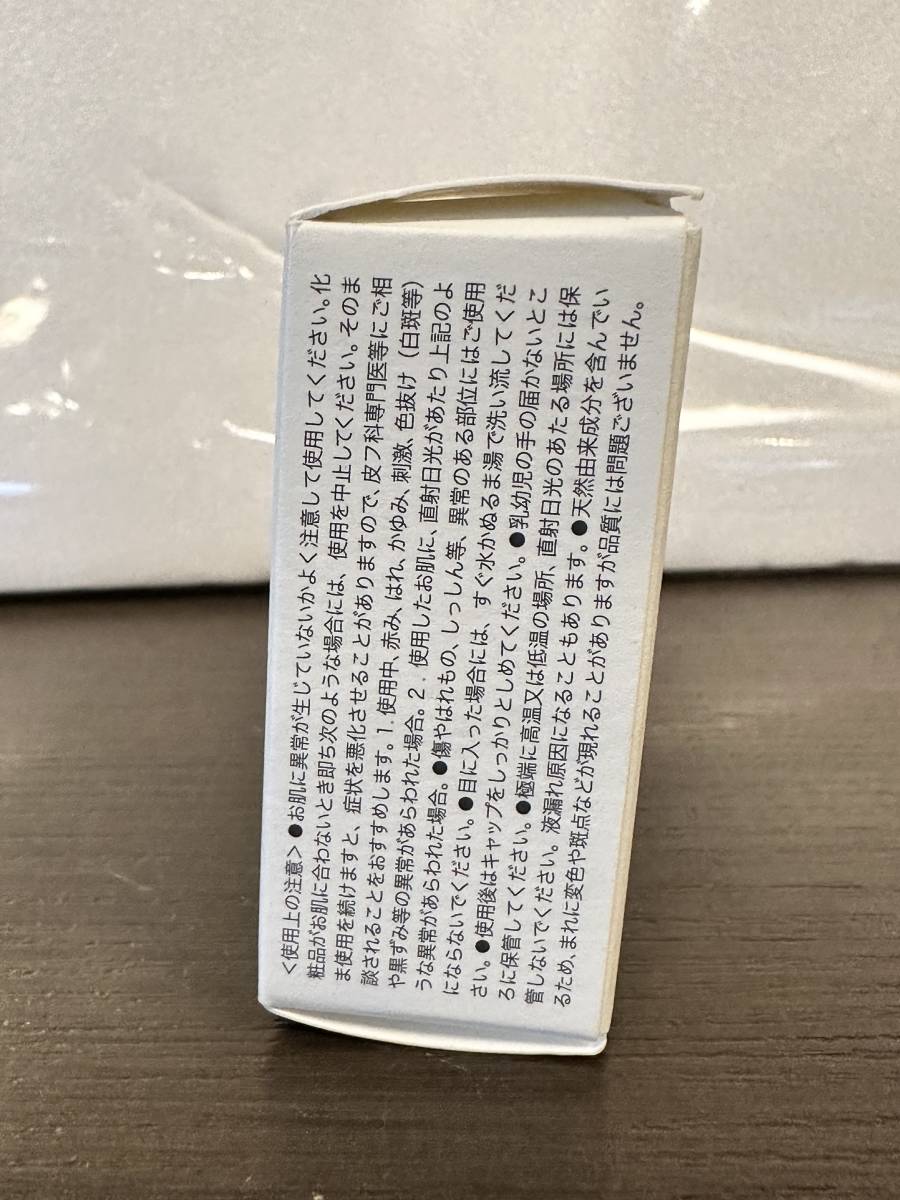 ＜使用上の注意＞●お肌に異常が生じていないかよく注意して使用してください。化
粧品がお肌に合わないとき即ち次のような場合には、使用を中止してください。そのま
ま使用を続けますと、症状を悪化させることがありますので、皮フ科専門医等にご相
談されることをおすすめします。1．使用中、赤み、はれ、かゆみ、刺激、色抜け（白斑等）
や黒ずみ等の異常があらわれた場合。2．使用したお肌に、直射日光があたり上記のよ
うな異常があらわれた場合。●傷やはれもの、しっしん等、異常のある部位にはご使用
にならないでください。●目に入った場合には、すぐ水かぬるま湯で洗い流してくだ
さい。●使用後はキャップをしっかりとしめてください。●乳幼児の手の届かないとこ
ろに保管してください。●極端に高温又は低温の場所、直射日光のあたる場所には保
管しないでください。液漏れ原因になることもあります。●天然由来成分を含んでい
るため、まれに変色や斑点などが現れることがありますが品質には問題ございません。